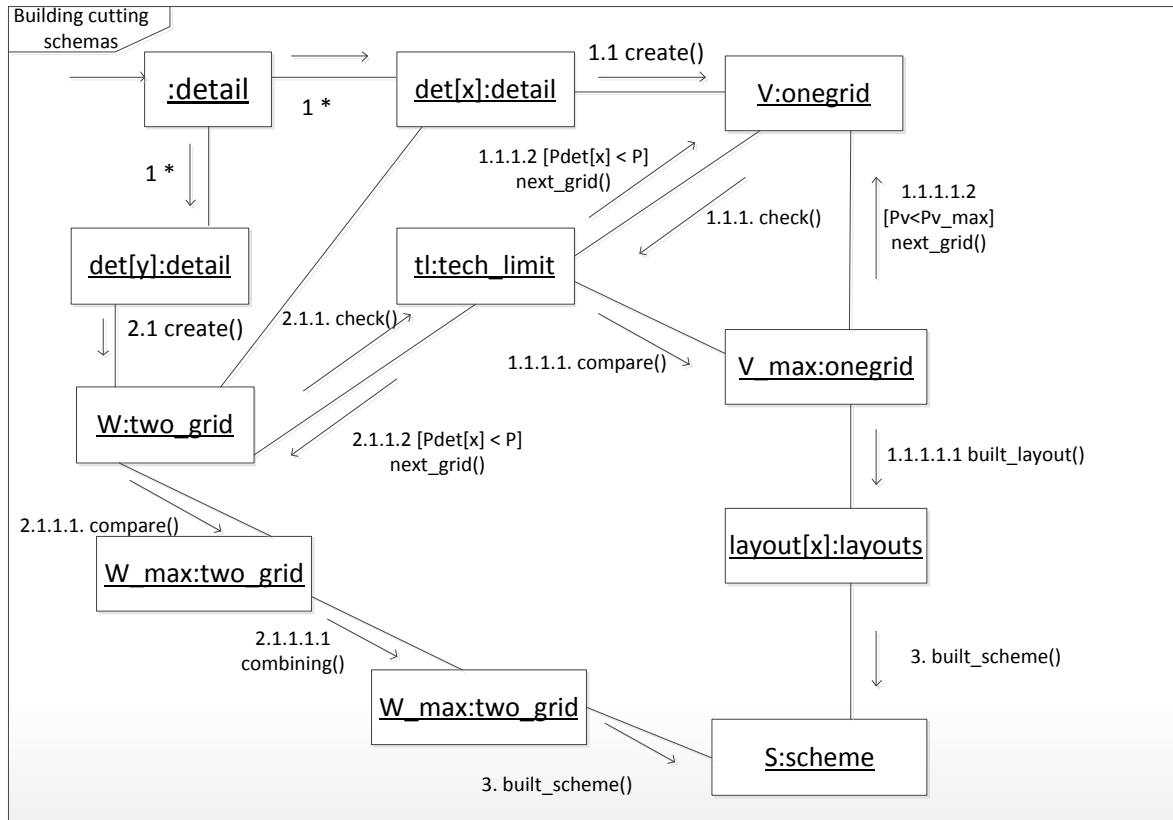 Building cutting
schemas
:detail
1 *
det[x]:detail
1.1 create()
V:onegrid
1 *
1.1.1.2 [Pdet[x] < P]
next_grid()
1.1.1. check()
1.1.1.1.1.2
[Pv<Pv_max]
next_grid()
det[y]:detail
tl:tech_limit
2.1 create()
2.1.1. check()
1.1.1.1. compare()
V_max:onegrid
W:two_grid
2.1.1.2 [Pdet[x] < P]
next_grid()
1.1.1.1.1 built_layout()
2.1.1.1. compare()
W_max:two_grid
layout[x]:layouts
2.1.1.1.1
combining()
3. built_scheme()
W_max:two_grid
3. built_scheme()
S:scheme